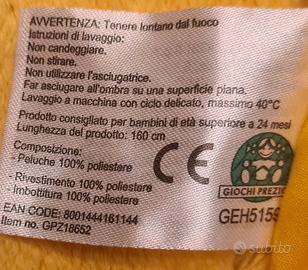 AVVERTENZA: Tenere lontano dal fuoco
Istruzioni di lavaggio:
Non candeggiare.
Non stirare.
Non utilizzare l'asciugatrice.
Far asciugare all'ombra su una superficie piana.
Lavaggio a macchina con ciclo delicato, massimo 40°C
Prodotto consigliato per bambini di età superiore a 24 mesi
Lunghezza del prodotto: 160 cm
Composizione:
- Peluche 100% poliestere
- Rivestimento 100% poliestere
- Imbottitura 100% poliestere
CE
GIOCHI PREZIO
GEH5159
EAN CODE: 8001444161144
Item no. GPZ18652
subito